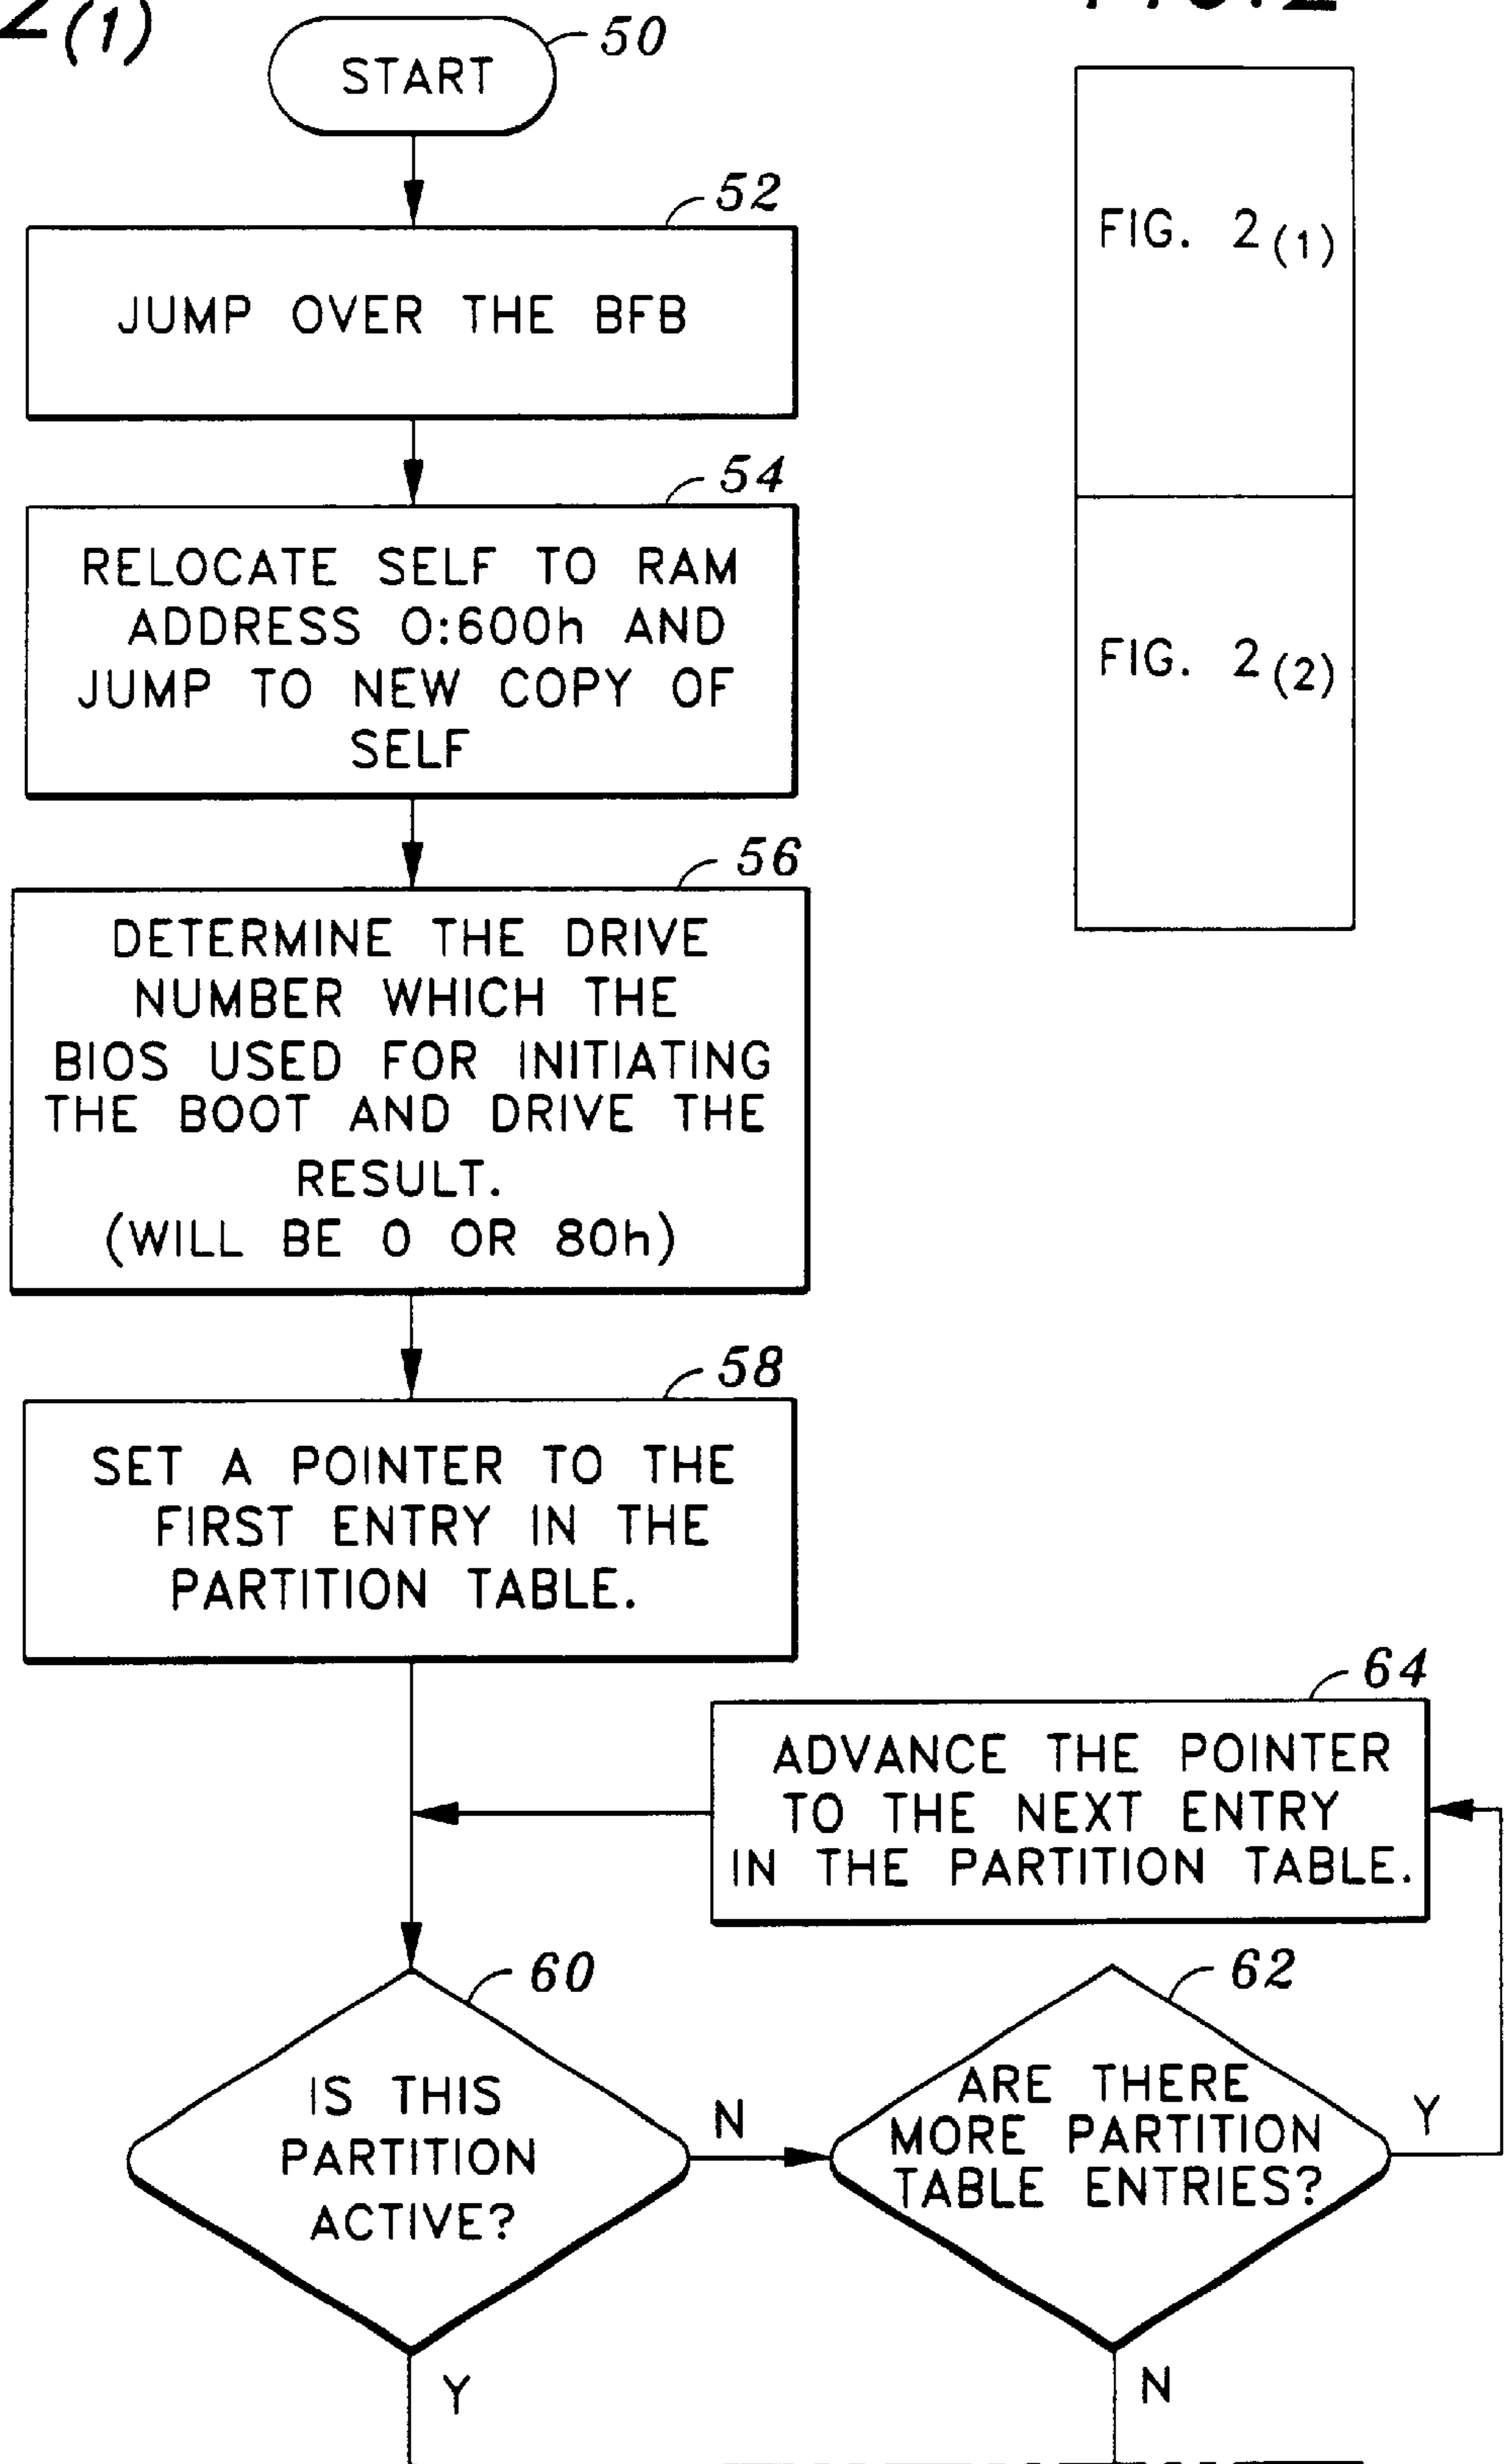 2(1)
FIG.2
START
50
52
JUMP OVER THE BFB
54
RELOCATE SELF TO RAM
ADDRESS 0:600h AND
JUMP TO NEW COPY OF
SELF
56
DETERMINE THE DRIVE
NUMBER WHICH THE
BIOS USED FOR INITIATING
THE BOOT AND DRIVE THE
RESULT.
(WILL BE 0 OR 80h)
58
SET A POINTER TO THE
FIRST ENTRY IN THE
PARTITION TABLE.
64
ADVANCE THE POINTER
TO THE NEXT ENTRY
IN THE PARTITION TABLE.
60
IS THIS
PARTITION
ACTIVE?
N
Y
62
ARE THERE
MORE PARTITION
TABLE ENTRIES?
Y
N
FIG. 2(1)
FIG. 2(2)